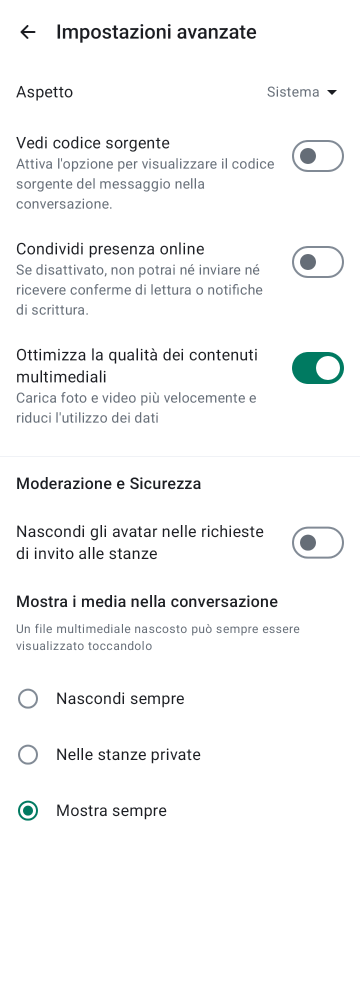 Impostazioni avanzate
Aspetto
Sistema
Vedi codice sorgente
Attiva l'opzione per visualizzare il codice
sorgente del messaggio nella
conversazione.
Condividi presenza online
Se disattivato, non potrai né inviare né
ricevere conferme di lettura o notifiche
di scrittura.
Ottimizza la qualità dei contenuti
multimediali
Carica foto e video più velocemente e
riduci l'utilizzo dei dati
Moderazione e Sicurezza
Nascondi gli avatar nelle richieste
di invito alle stanze
Mostra i media nella conversazione
Un file multimediale nascosto può sempre essere
visualizzato toccandolo
Nascondi sempre
Nelle stanze private
Mostra sempre